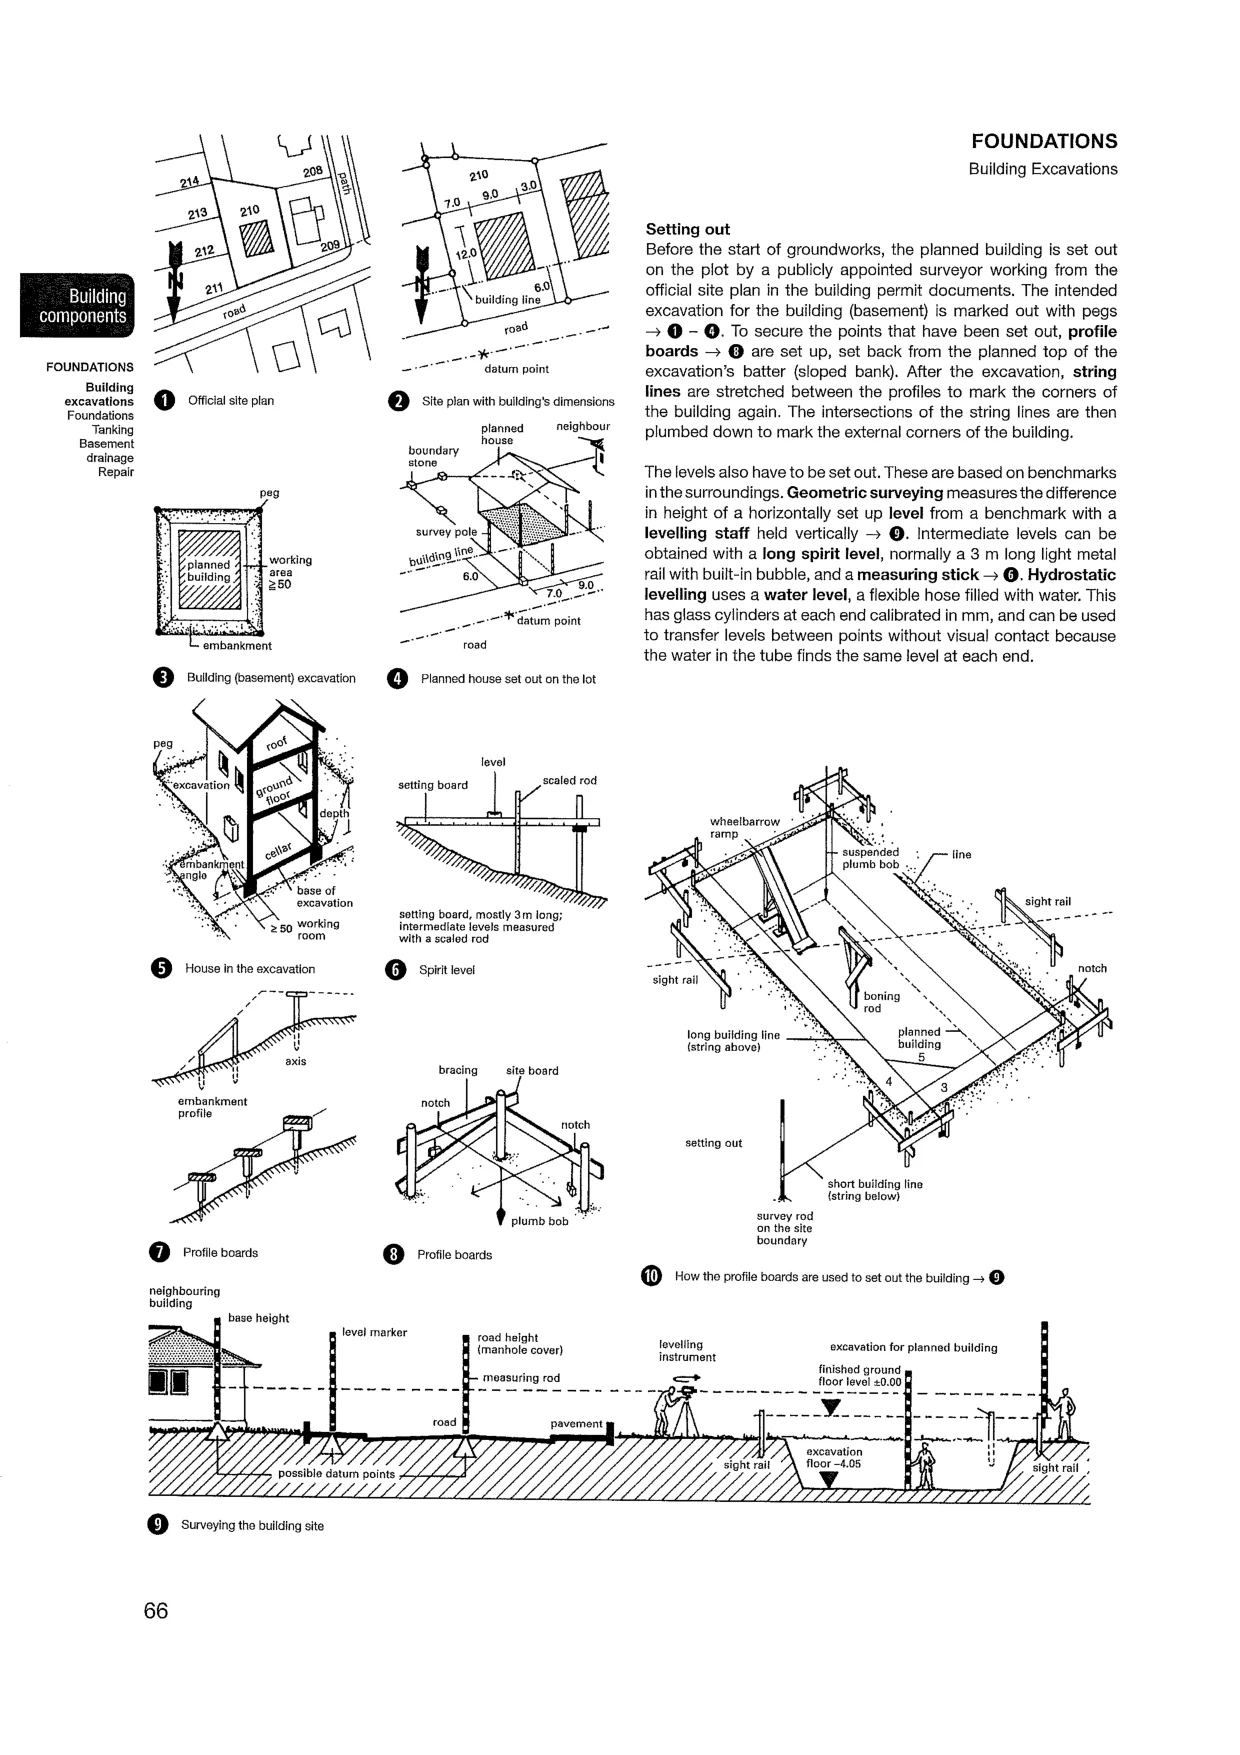 FOUNDATIONS
Building Excavations
Building
components
FOUNDATIONS
Building
excavations
Foundations
Tanking
Basement
drainage
Repair
Setting out
Before the start of groundworks, the planned building is set out
on the plot by a publicly appointed surveyor working from the
official site plan in the building permit documents. The intended
excavation for the building (basement) is marked out with pegs
→ ❶ – ❹. To secure the points that have been set out, profile
boards → ❽ are set up, set back from the planned top of the
excavation's batter (sloped bank). After the excavation, string
lines are stretched between the profiles to mark the corners of
the building again. The intersections of the string lines are then
plumbed down to mark the external corners of the building.
The levels also have to be set out. These are based on benchmarks
in the surroundings. Geometric surveying measures the difference
in height of a horizontally set up level from a benchmark with a
levelling staff held vertically → ❾. Intermediate levels can be
obtained with a long spirit level, normally a 3 m long light metal
rail with built-in bubble, and a measuring stick → ❻. Hydrostatic
levelling uses a water level, a flexible hose filled with water. This
has glass cylinders at each end calibrated in mm, and can be used
to transfer levels between points without visual contact because
the water in the tube finds the same level at each end.
214
208
path
213
210
212
209
211
N
road
❶ Official site plan
210
7.0
9.0
3.0
12.0
N
6.0
building line
road
datum point
❷ Site plan with building's dimensions
peg
planned
building
working
area
≧50
embankment
❸ Building (basement) excavation
planned
house
neighbour
boundary
stone
survey pole
building line
6.0
7.0
9.0
datum point
road
❹ Planned house set out on the lot
peg
roof
excavation
ground
floor
depth
cellar
embankment
angle
base of
excavation
≥ 50 working
room
❺ House in the excavation
level
setting board
scaled rod
setting board, mostly 3 m long;
intermediate levels measured
with a scaled rod
❻ Spirit level
axis
embankment
profile
❼ Profile boards
bracing
site board
notch
notch
plumb bob
❽ Profile boards
wheelbarrow
ramp
suspended
plumb bob
line
sight rail
sight rail
notch
boning
rod
long building line
(string above)
planned
building
5
4
3
setting out
short building line
(string below)
survey rod
on the site
boundary
❿ How the profile boards are used to set out the building → ❾
neighbouring
building
base height
level marker
road height
(manhole cover)
measuring rod
levelling
instrument
excavation for planned building
finished ground
floor level ±0.00
road
pavement
possible datum points
sight rail
excavation
floor –4.05
sight rail
❾ Surveying the building site
66